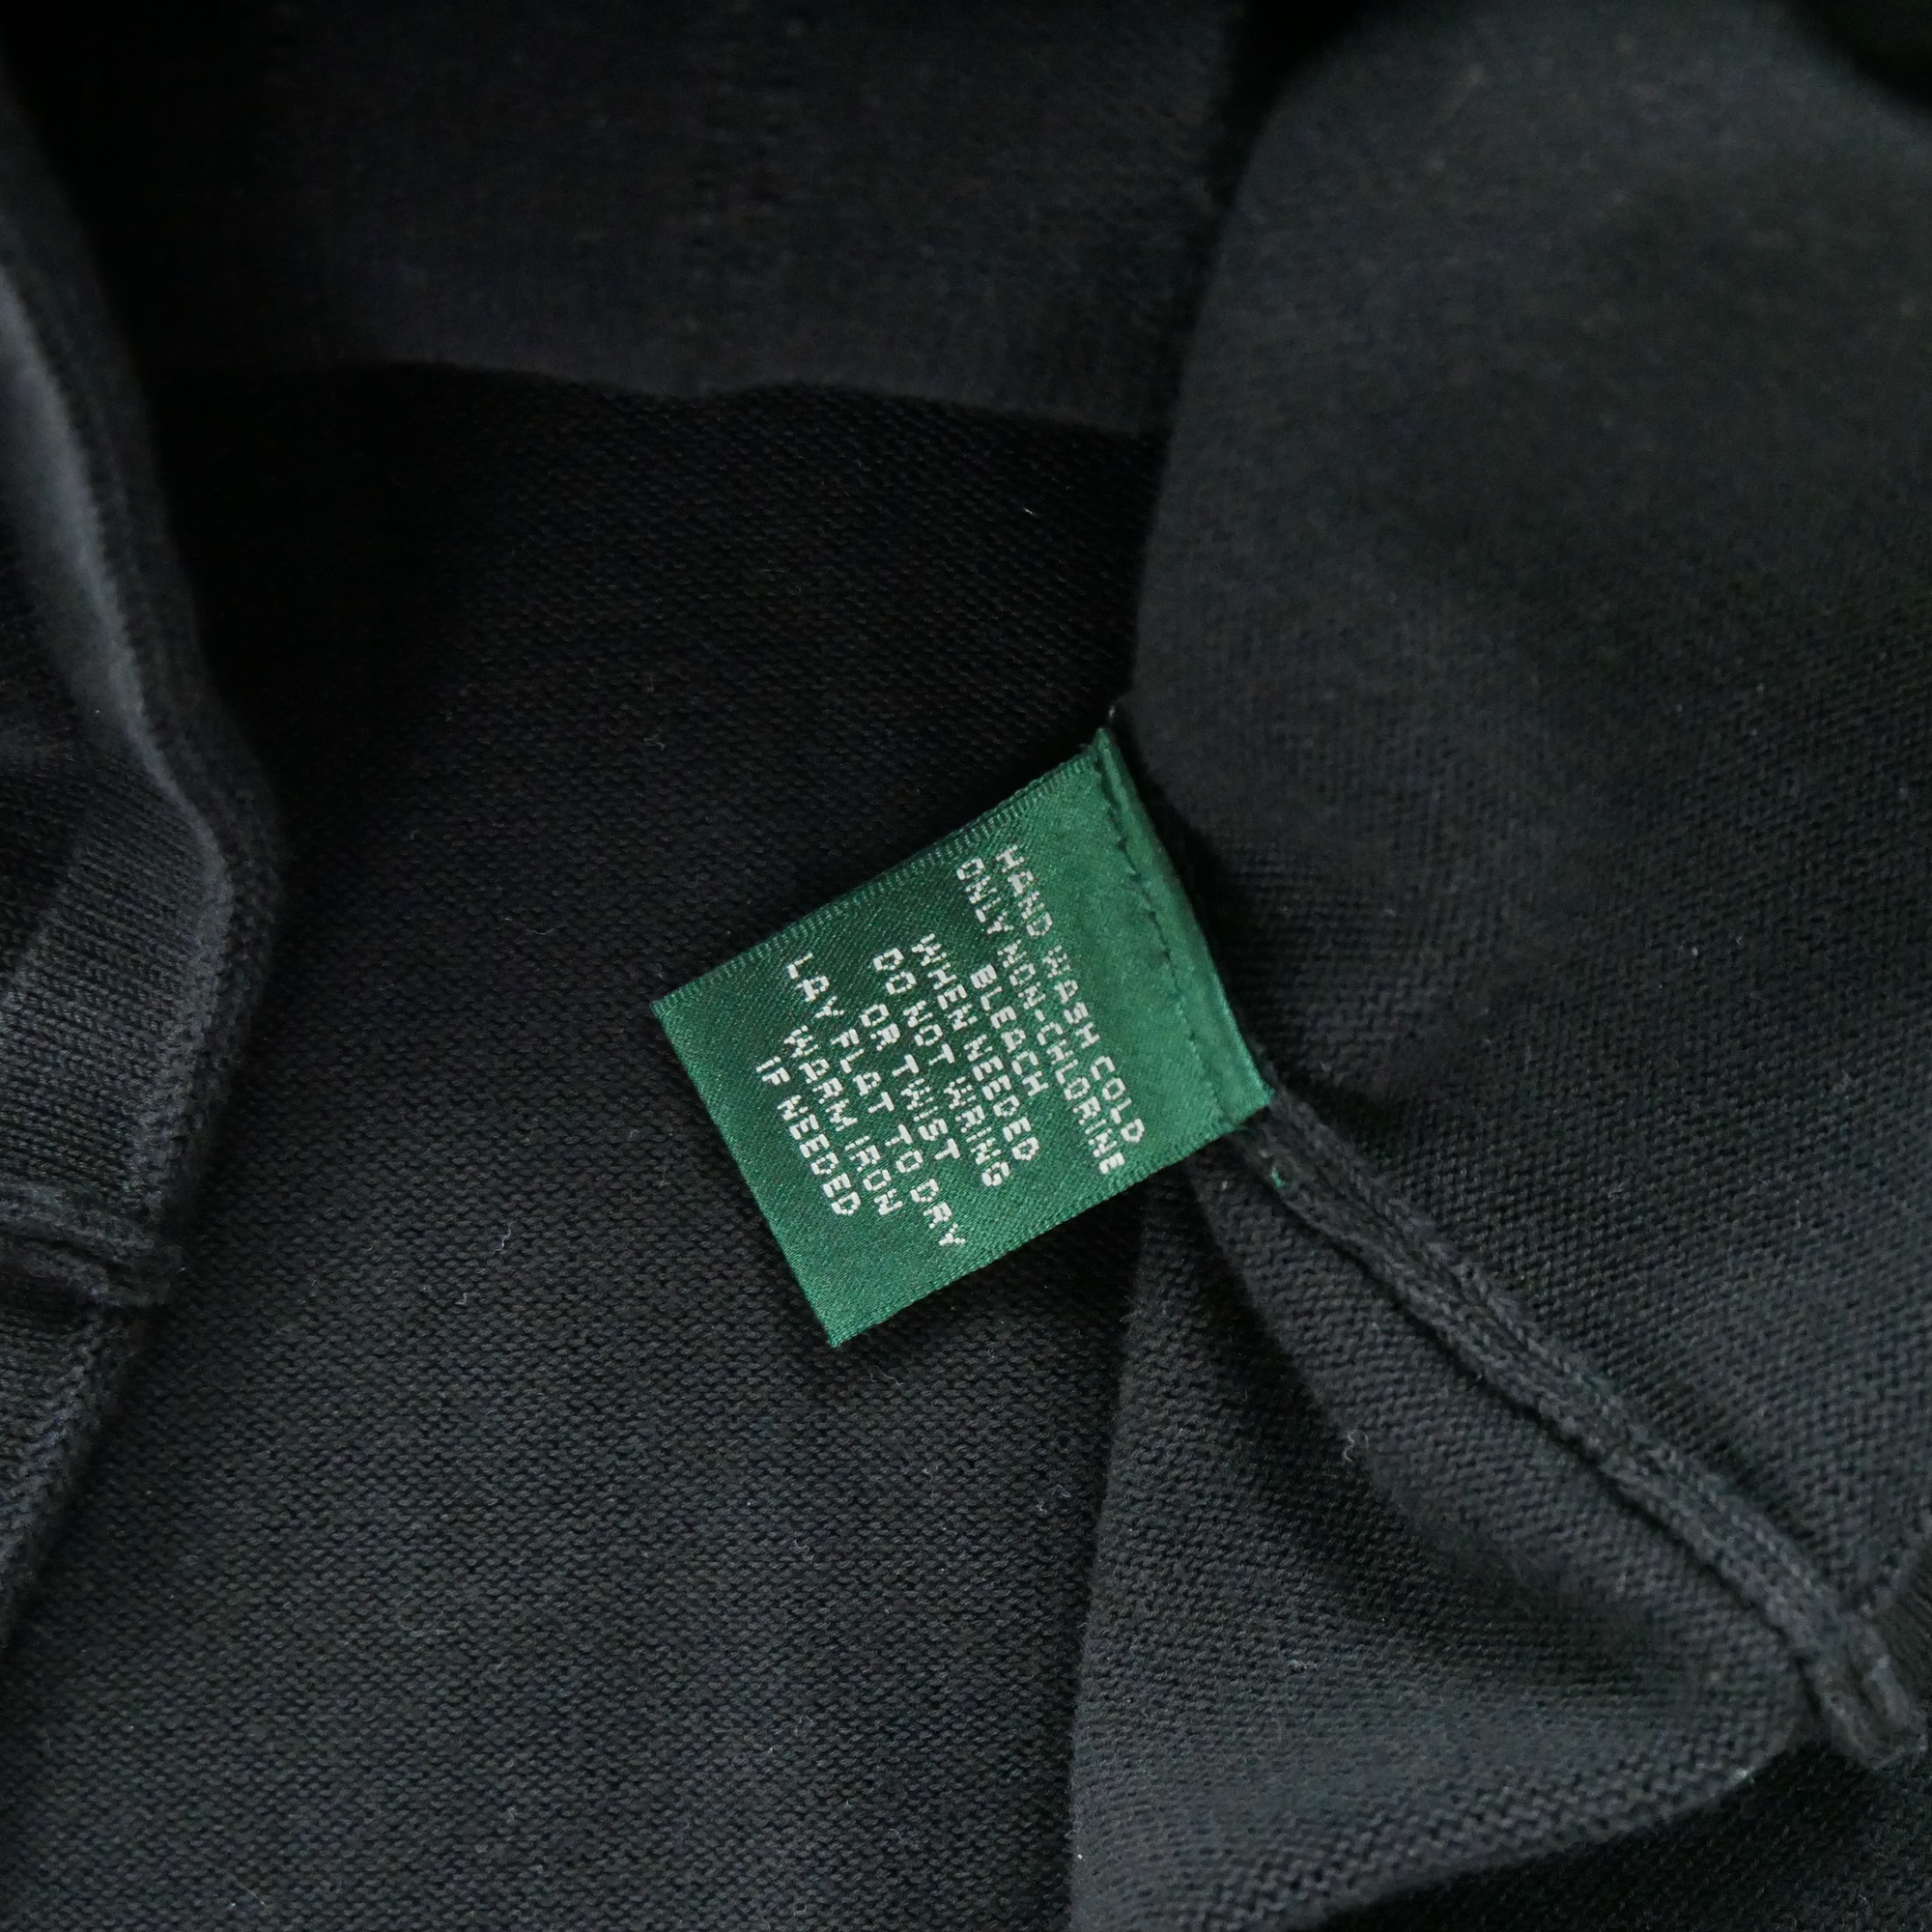 HAND WASH COLD
ONLY NON-CHLORINE
BLEACH
WHEN NEEDED
DO NOT WRING
OR TWIST
LAY FLAT TO DRY
WARM IRON
IF NEEDED